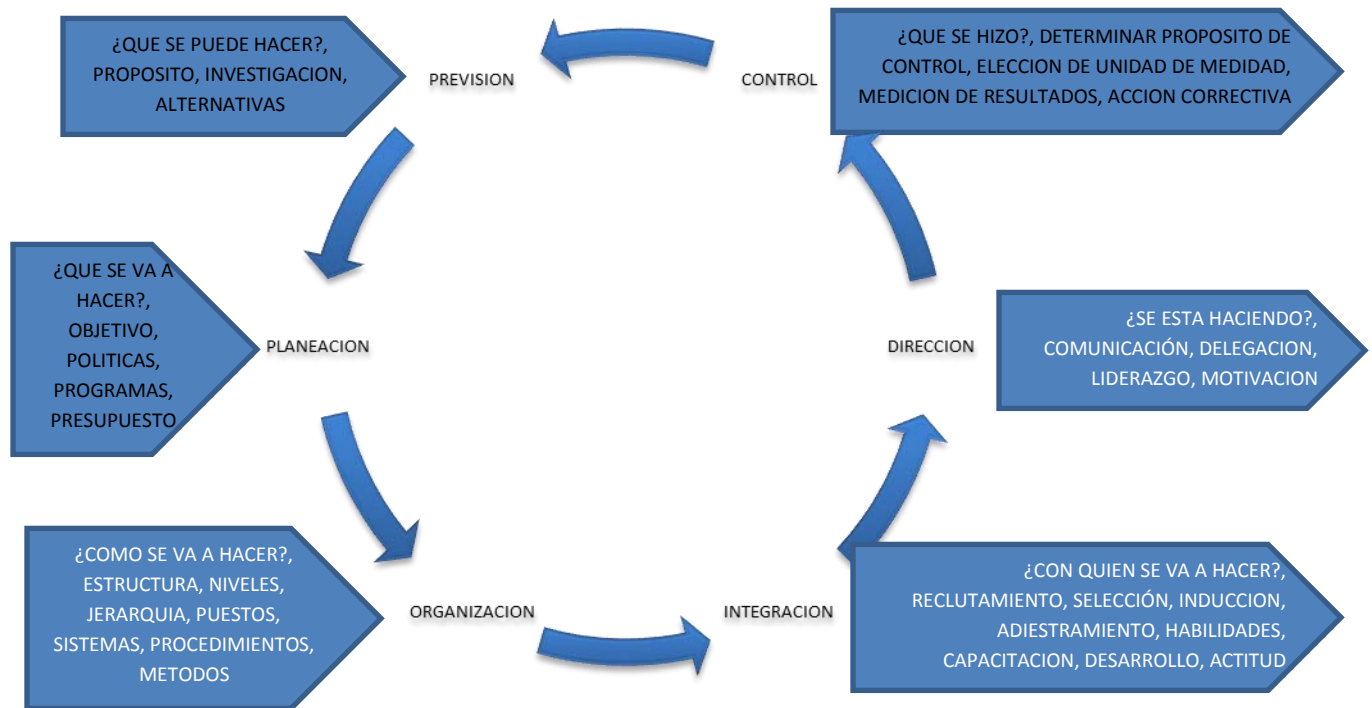 ¿QUE SE PUEDE HACER?,
PROPOSITO, INVESTIGACION,
ALTERNATIVAS
PREVISION
CONTROL
¿QUE SE HIZO?, DETERMINAR PROPOSITO DE
CONTROL, ELECCION DE UNIDAD DE MEDIDAD,
MEDICION DE RESULTADOS, ACCION CORRECTIVA
¿QUE SE VA A
HACER?,
OBJETIVO,
POLITICAS,
PROGRAMAS,
PRESUPUESTO
PLANEACION
DIRECCION
¿SE ESTA HACIENDO?,
COMUNICACIÓN, DELEGACION,
LIDERAZGO, MOTIVACION
¿COMO SE VA A HACER?,
ESTRUCTURA, NIVELES,
JERARQUIA, PUESTOS,
SISTEMAS, PROCEDIMIENTOS,
METODOS
ORGANIZACION
INTEGRACION
¿CON QUIEN SE VA A HACER?,
RECLUTAMIENTO, SELECCIÓN, INDUCCION,
ADIESTRAMIENTO, HABILIDADES,
CAPACITACION, DESARROLLO, ACTITUD